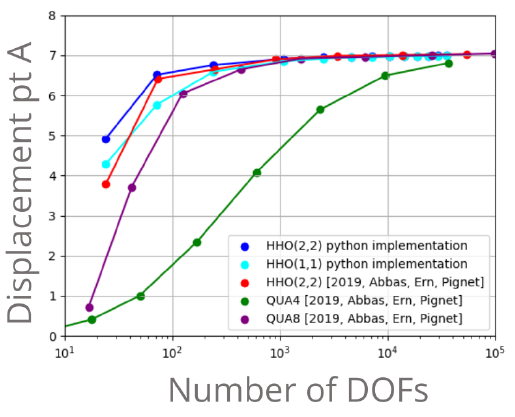 Displacement pt A
8
7
6
5
4
3
2
1
0
HHO(2,2) python implementation
HHO(1,1) python implementation
HHO(2,2) [2019, Abbas, Ern, Pignet]
QUA4 [2019, Abbas, Ern, Pignet]
QUA8 [2019, Abbas, Ern, Pignet]
10¹ 10² 10³ 10⁴ 10⁵
Number of DOFs